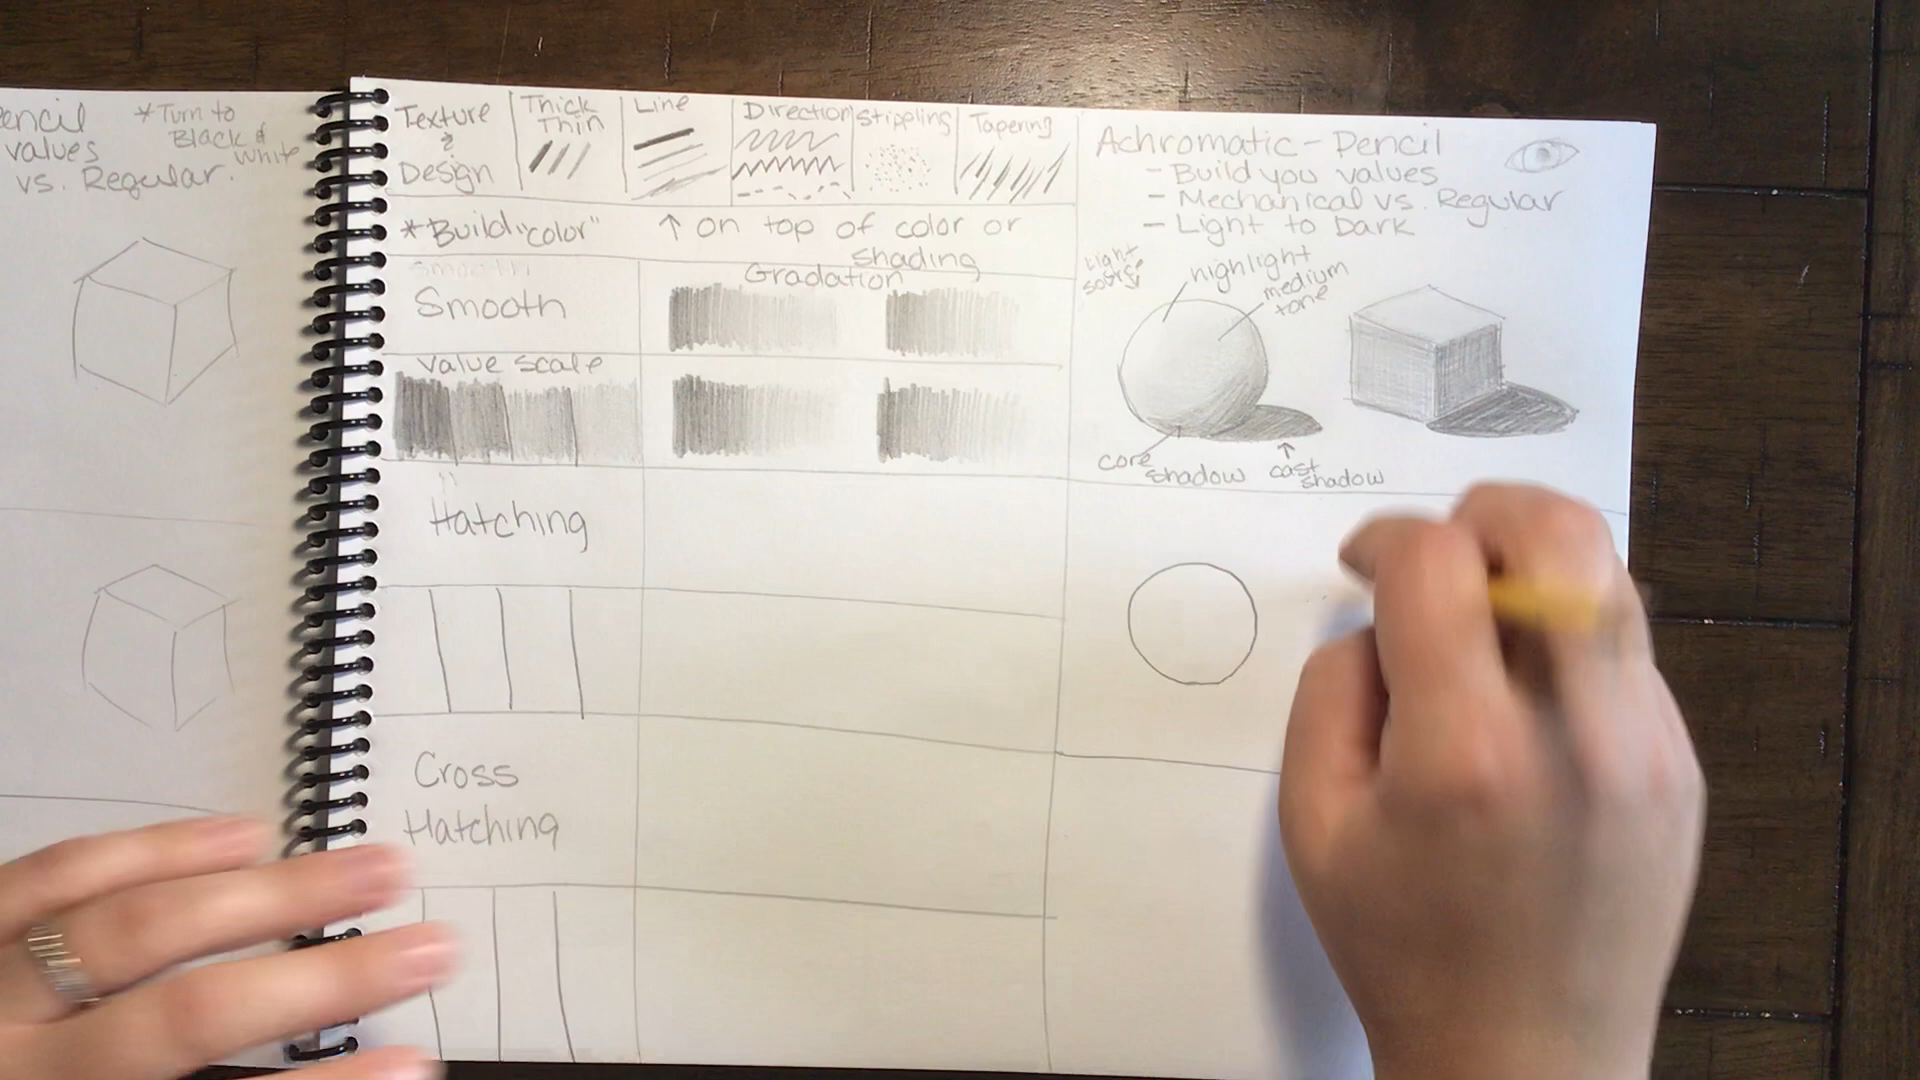 encil
values
vs. Regular.
*Turn to
Black &
White
Texture
&
Design
Thick
Thin
Line
Direction
Stippling
Tapering
*Build "color"
↑ on top of color or
shading
Smooth
Smooth
Gradation
Value scale
Hatching
Cross
Hatching
Achromatic - Pencil
- Build you values
- Mechanical vs. Regular
- Light to Dark
Light
highlight
medium
tone
core
shadow
↑
cast
shadow